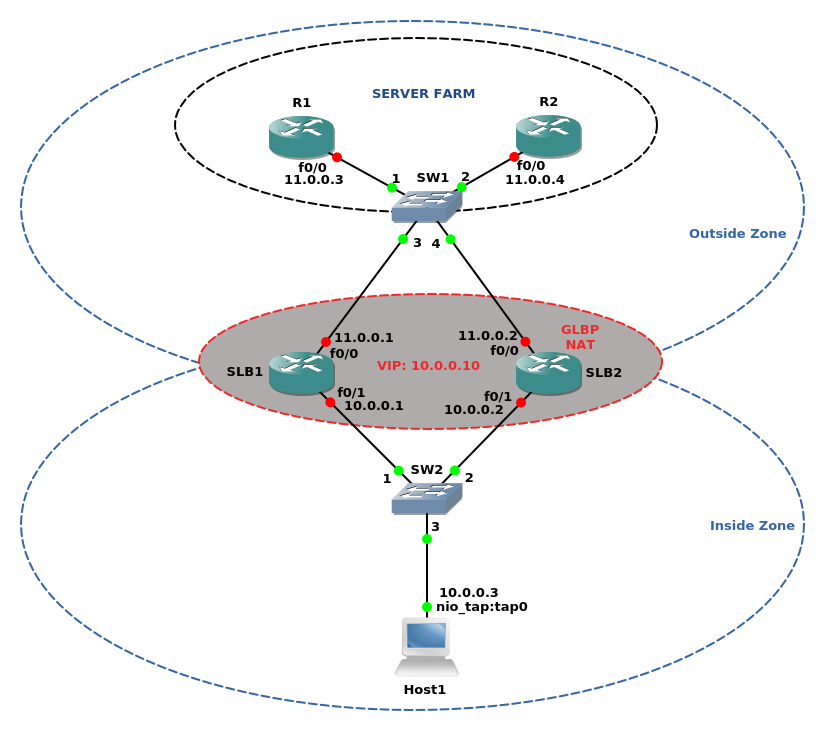 SERVER FARM
R1
R2
f0/0
11.0.0.3
f0/0
11.0.0.4
1
SW1
2
3
4
Outside Zone
11.0.0.1
f0/0
11.0.0.2
f0/0
GLBP
NAT
SLB1
VIP: 10.0.0.10
SLB2
f0/1
10.0.0.1
f0/1
10.0.0.2
1
SW2
2
3
Inside Zone
10.0.0.3
nio_tap:tap0
Host1